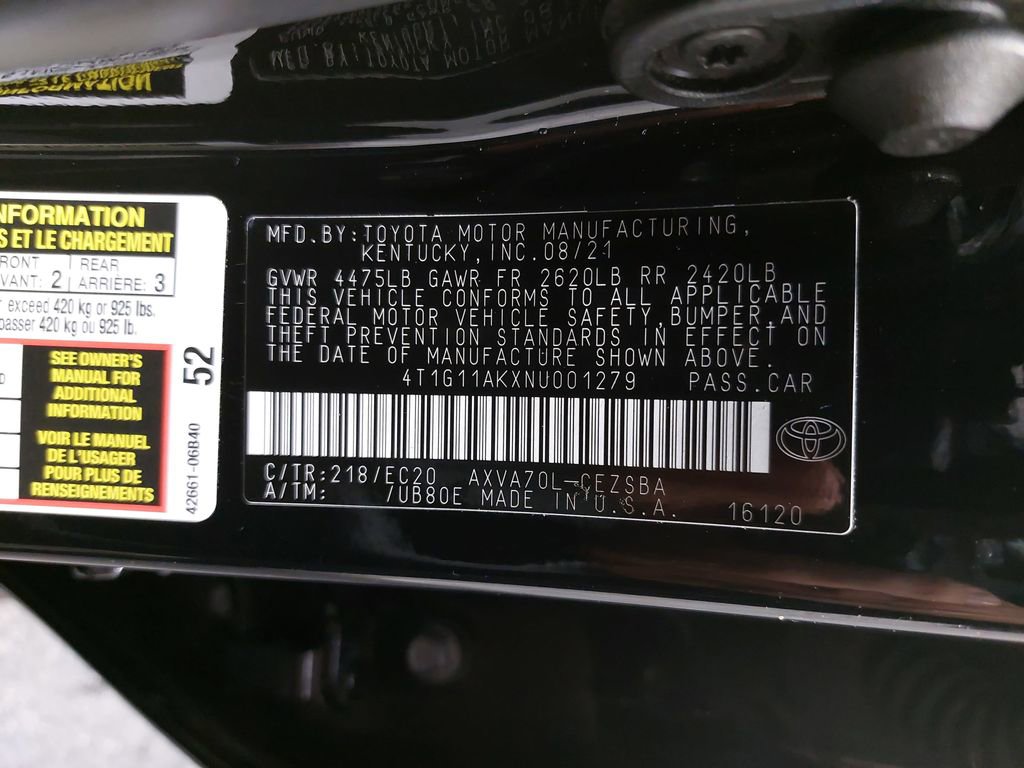 NFORMATION
S ET LE CHARGEMENT
RONT REAR
VANT: 2 ARRIÈRE: 3
exceed 420 kg or 925 lbs.
passer 420 kg ou 925 lb.
SEE OWNER'S
MANUAL FOR
ADDITIONAL
INFORMATION
VOIR LE MANUEL
DE L'USAGER
POUR PLUS DE
RENSEIGNEMENTS
52
42661-06B40
MFD.BY:TOYOTA MOTOR MANUFACTURING,
KENTUCKY,INC.08/21
GVWR 4475LB GAWR FR 2620LB RR 2420LB
THIS VEHICLE CONFORMS TO ALL APPLICABLE
FEDERAL MOTOR VEHICLE SAFETY,BUMPER,AND
THEFT PREVENTION STANDARDS IN EFFECT ON
THE DATE OF MANUFACTURE SHOWN ABOVE.
4T1G11AKXNU001279 PASS.CAR
C/TR:218/EC20 AXVA70L-CEZSBA
A/TM: /UB80E MADE IN U.S.A. 16120